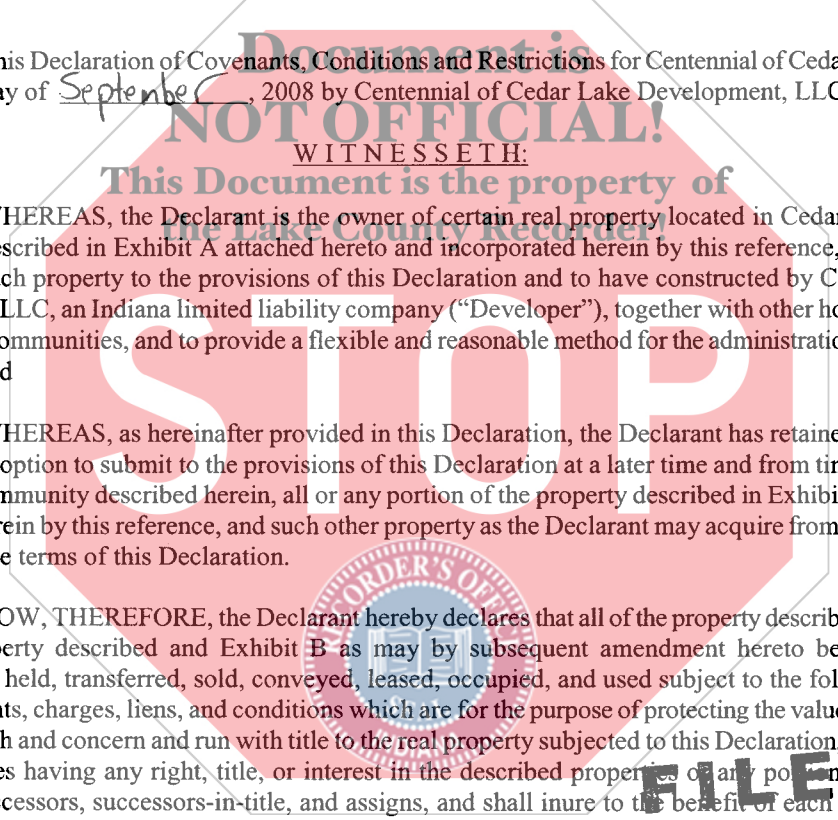 Document is
his Declaration of Covenants, Conditions and Restrictions for Centennial of Ceda
ay of September, 2008 by Centennial of Cedar Lake Development, LLC
NOT OFFICIAL!
WITNESSETH:
This Document is the property of
the Lake County Recorder!
HEREAS, the Declarant is the owner of certain real property located in Cedar
escribed in Exhibit A attached hereto and incorporated herein by this reference,
ch property to the provisions of this Declaration and to have constructed by C
LLC, an Indiana limited liability company (“Developer”), together with other ho
ommunities, and to provide a flexible and reasonable method for the administratio
d
STOP
HEREAS, as hereinafter provided in this Declaration, the Declarant has retaine
option to submit to the provisions of this Declaration at a later time and from tim
mmunity described herein, all or any portion of the property described in Exhibi
rein by this reference, and such other property as the Declarant may acquire from
e terms of this Declaration.
RECORDER'S OFFICE
OW, THEREFORE, the Declarant hereby declares that all of the property describ
erty described and Exhibit B as may by subsequent amendment hereto be
held, transferred, sold, conveyed, leased, occupied, and used subject to the fol
ts, charges, liens, and conditions which are for the purpose of protecting the valu
SEAL
h and concern and run with title to the real property subjected to this Declaration
INDIANA
es having any right, title, or interest in the described properties or any portion
FILE
ccessors, successors-in-title, and assigns, and shall inure to the benefit of each